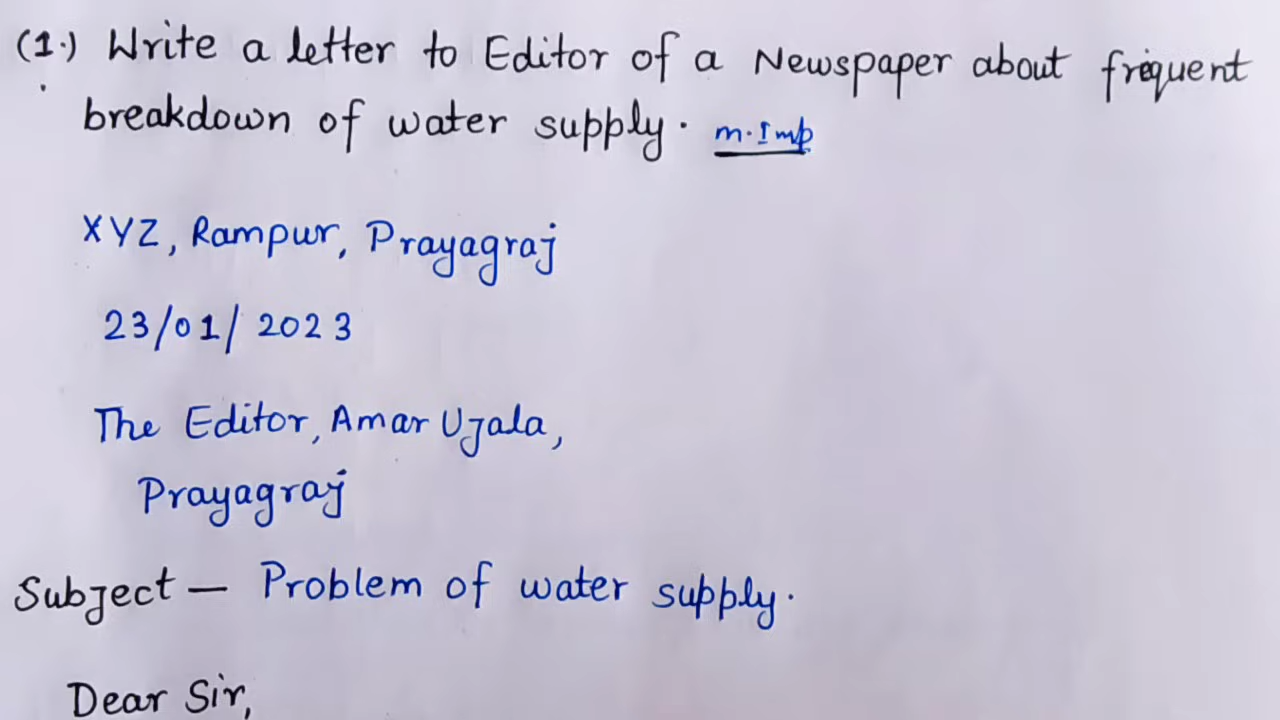 (1.) Write a letter to Editor of a Newspaper about frequent
breakdown of water supply. m.Imp
XYZ, Rampur, Prayagraj
23/01/2023
The Editor, Amar Ujala,
Prayagraj
Subject — Problem of water supply.
Dear Sir,